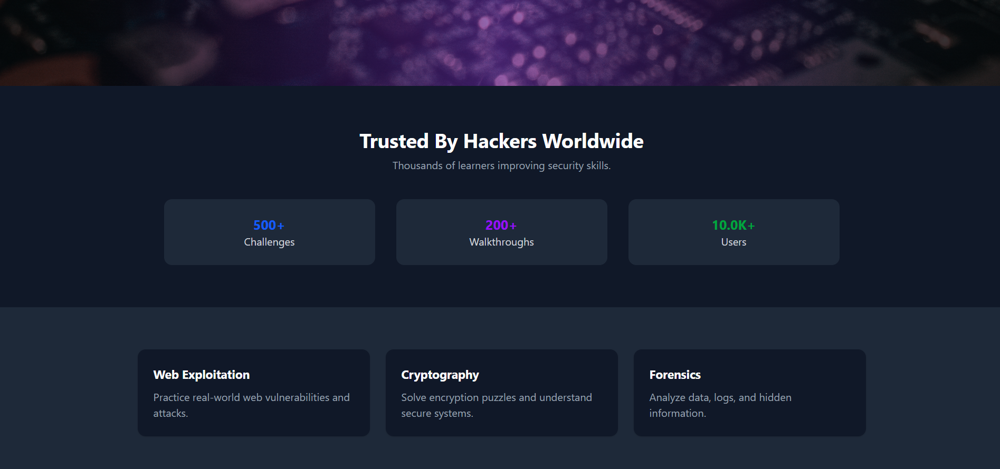 Trusted By Hackers Worldwide
Thousands of learners improving security skills.
500+
Challenges
200+
Walkthroughs
10.0K+
Users
Web Exploitation
Practice real-world web vulnerabilities and
attacks.
Cryptography
Solve encryption puzzles and understand
secure systems.
Forensics
Analyze data, logs, and hidden
information.